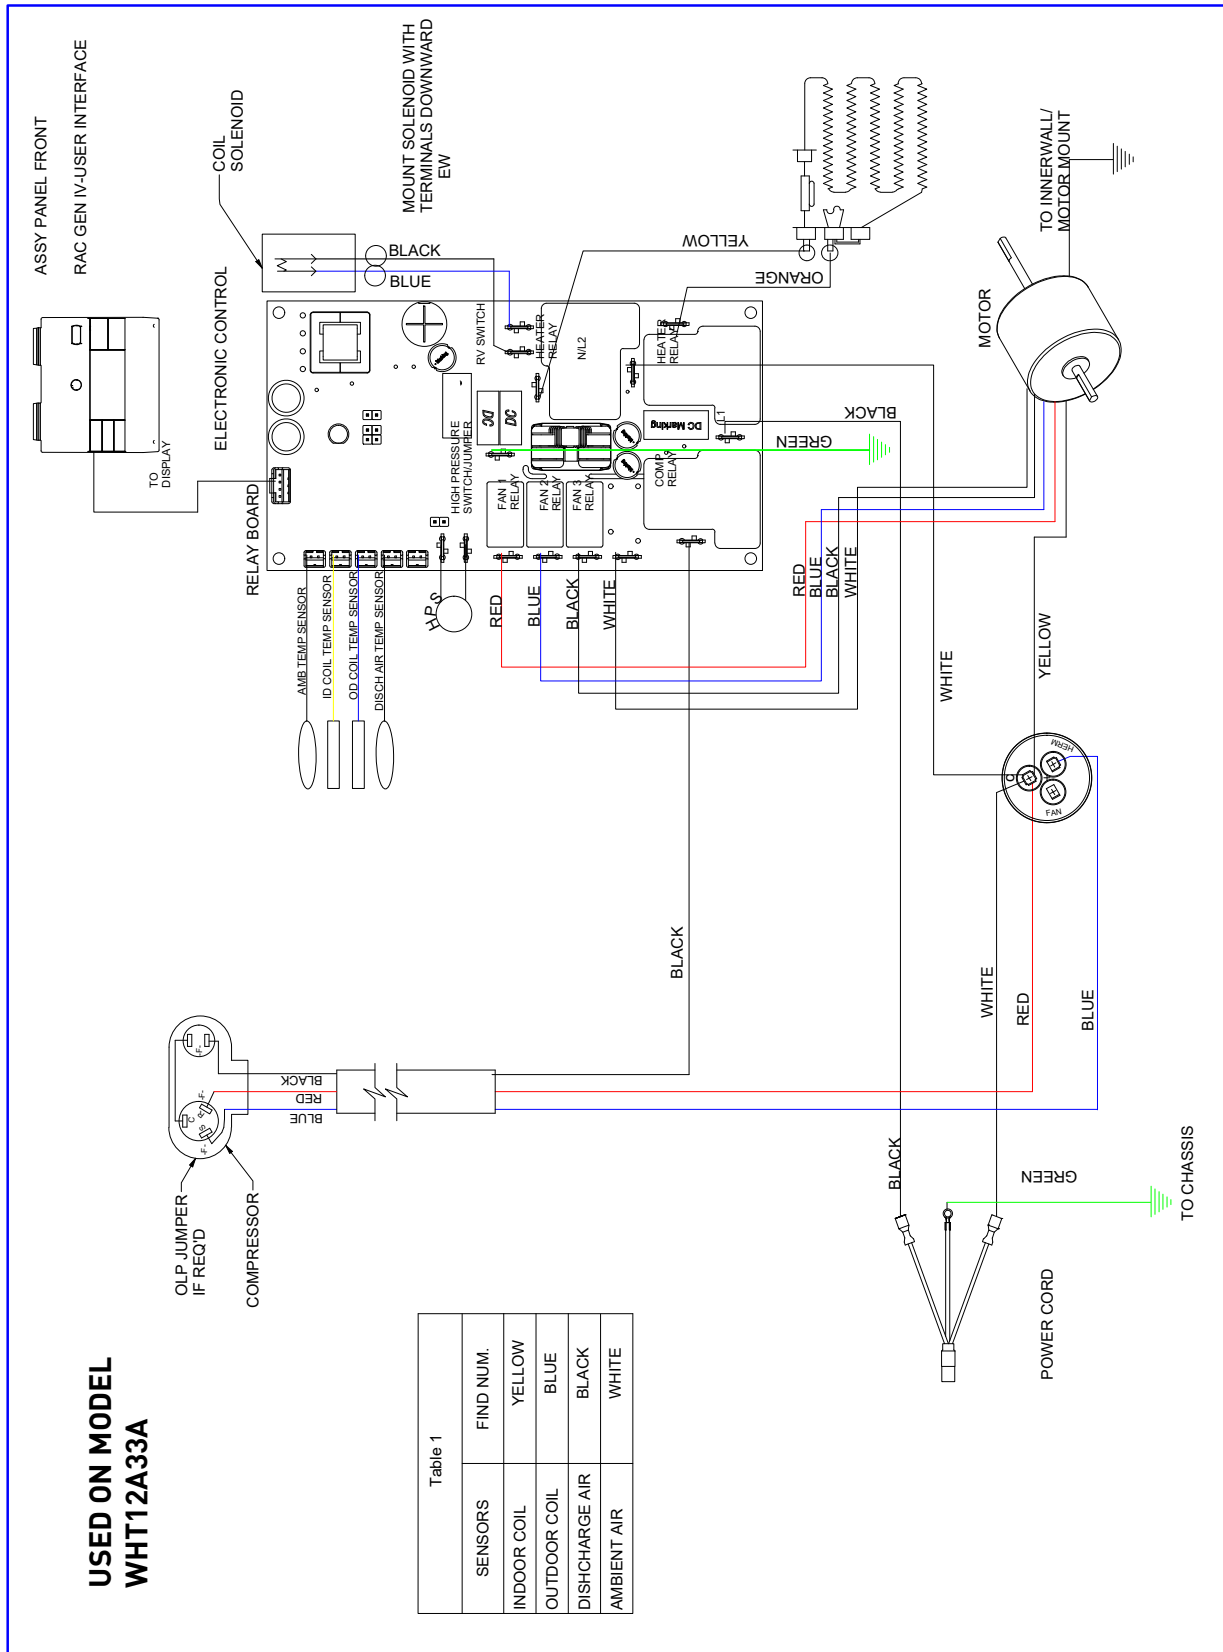 USED ON MODEL
WHT12A33A
Table 1
SENSORS FIND NUM.
INDOOR COIL YELLOW
OUTDOOR COIL BLUE
DISHCHARGE AIR BLACK
AMBIENT AIR WHITE
OLP JUMPER
IF REQ'D
COMPRESSOR
C
R
S
F
F
F
BLACK
RED
BLUE
BLACK
ASSY PANEL FRONT
RAC GEN IV-USER INTERFACE
TO
DISPLAY
COIL
SOLENOID
ELECTRONIC CONTROL
RELAY BOARD
BLACK
BLUE
MOUNT SOLENOID WITH
TERMINALS DOWNWARD
EW
AMB TEMP SENSOR
ID COIL TEMP SENSOR
OD COIL TEMP SENSOR
DISCH AIR TEMP SENSOR
HPS
HIGH PRESSURE
SWITCH/JUMPER
RV SWITCH
HEATER
RELAY
N/L2
HEATER
RELAY
DC
DC
DC Marking
FAN 1
RELAY
FAN 2
RELAY
FAN 3
RELAY
COMP
RELAY
L1
RED
BLUE
BLACK
WHITE
YELLOW
ORANGE
BLACK
GREEN
RED
BLUE
BLACK
WHITE
MOTOR
TO INNERWALL/
MOTOR MOUNT
WHITE
YELLOW
C
HERM
FAN
WHITE
RED
BLUE
BLACK
GREEN
TO CHASSIS
POWER CORD